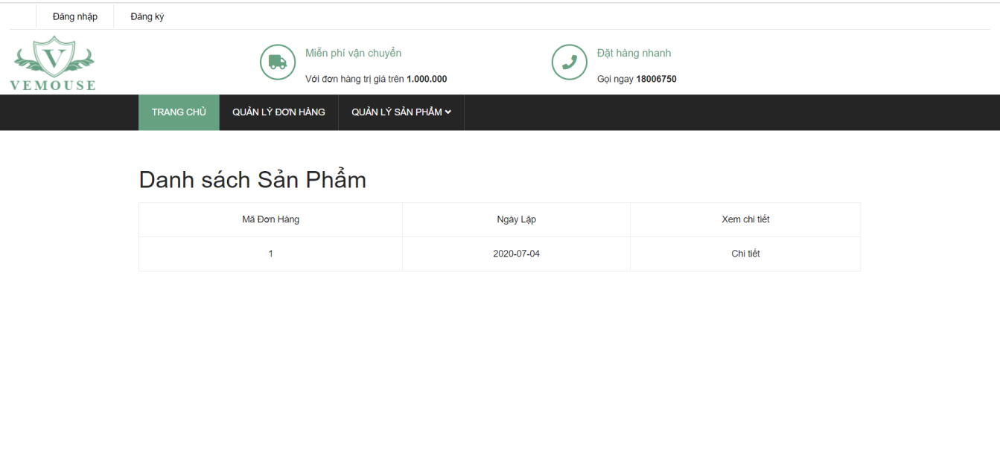 Đăng nhập Đăng ký
V
VEMOUSE
Miễn phí vận chuyển
Với đơn hàng trị giá trên 1.000.000
Đặt hàng nhanh
Gọi ngay 18006750
TRANG CHỦ QUẢN LÝ ĐƠN HÀNG QUẢN LÝ SẢN PHẨM
Danh sách Sản Phẩm
Mã Đơn Hàng Ngày Lập Xem chi tiết
1 2020-07-04 Chi tiết